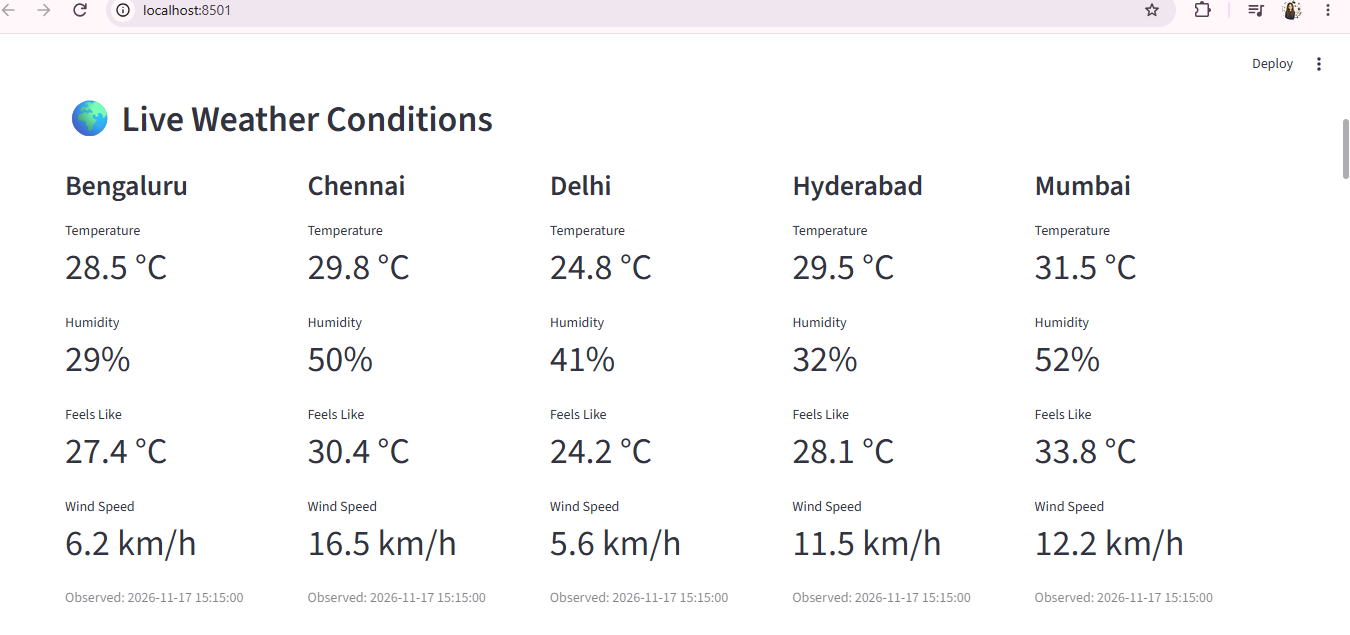 localhost:8501
Deploy
Live Weather Conditions
Bengaluru Chennai Delhi Hyderabad Mumbai
Temperature Temperature Temperature Temperature Temperature
28.5 °C 29.8 °C 24.8 °C 29.5 °C 31.5 °C
Humidity Humidity Humidity Humidity Humidity
29% 50% 41% 32% 52%
Feels Like Feels Like Feels Like Feels Like Feels Like
27.4 °C 30.4 °C 24.2 °C 28.1 °C 33.8 °C
Wind Speed Wind Speed Wind Speed Wind Speed Wind Speed
6.2 km/h 16.5 km/h 5.6 km/h 11.5 km/h 12.2 km/h
Observed: 2026-11-17 15:15:00 Observed: 2026-11-17 15:15:00 Observed: 2026-11-17 15:15:00 Observed: 2026-11-17 15:15:00 Observed: 2026-11-17 15:15:00